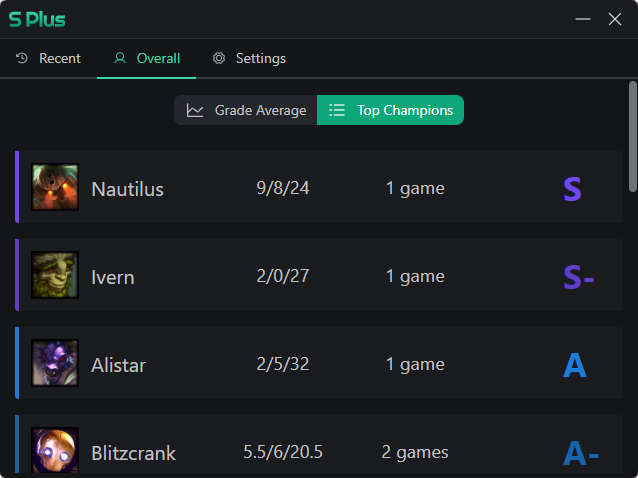 S Plus
Recent Overall Settings
Grade Average Top Champions
Nautilus 9/8/24 1 game S
Ivern 2/0/27 1 game S-
Alistar 2/5/32 1 game A
Blitzcrank 5.5/6/20.5 2 games A-